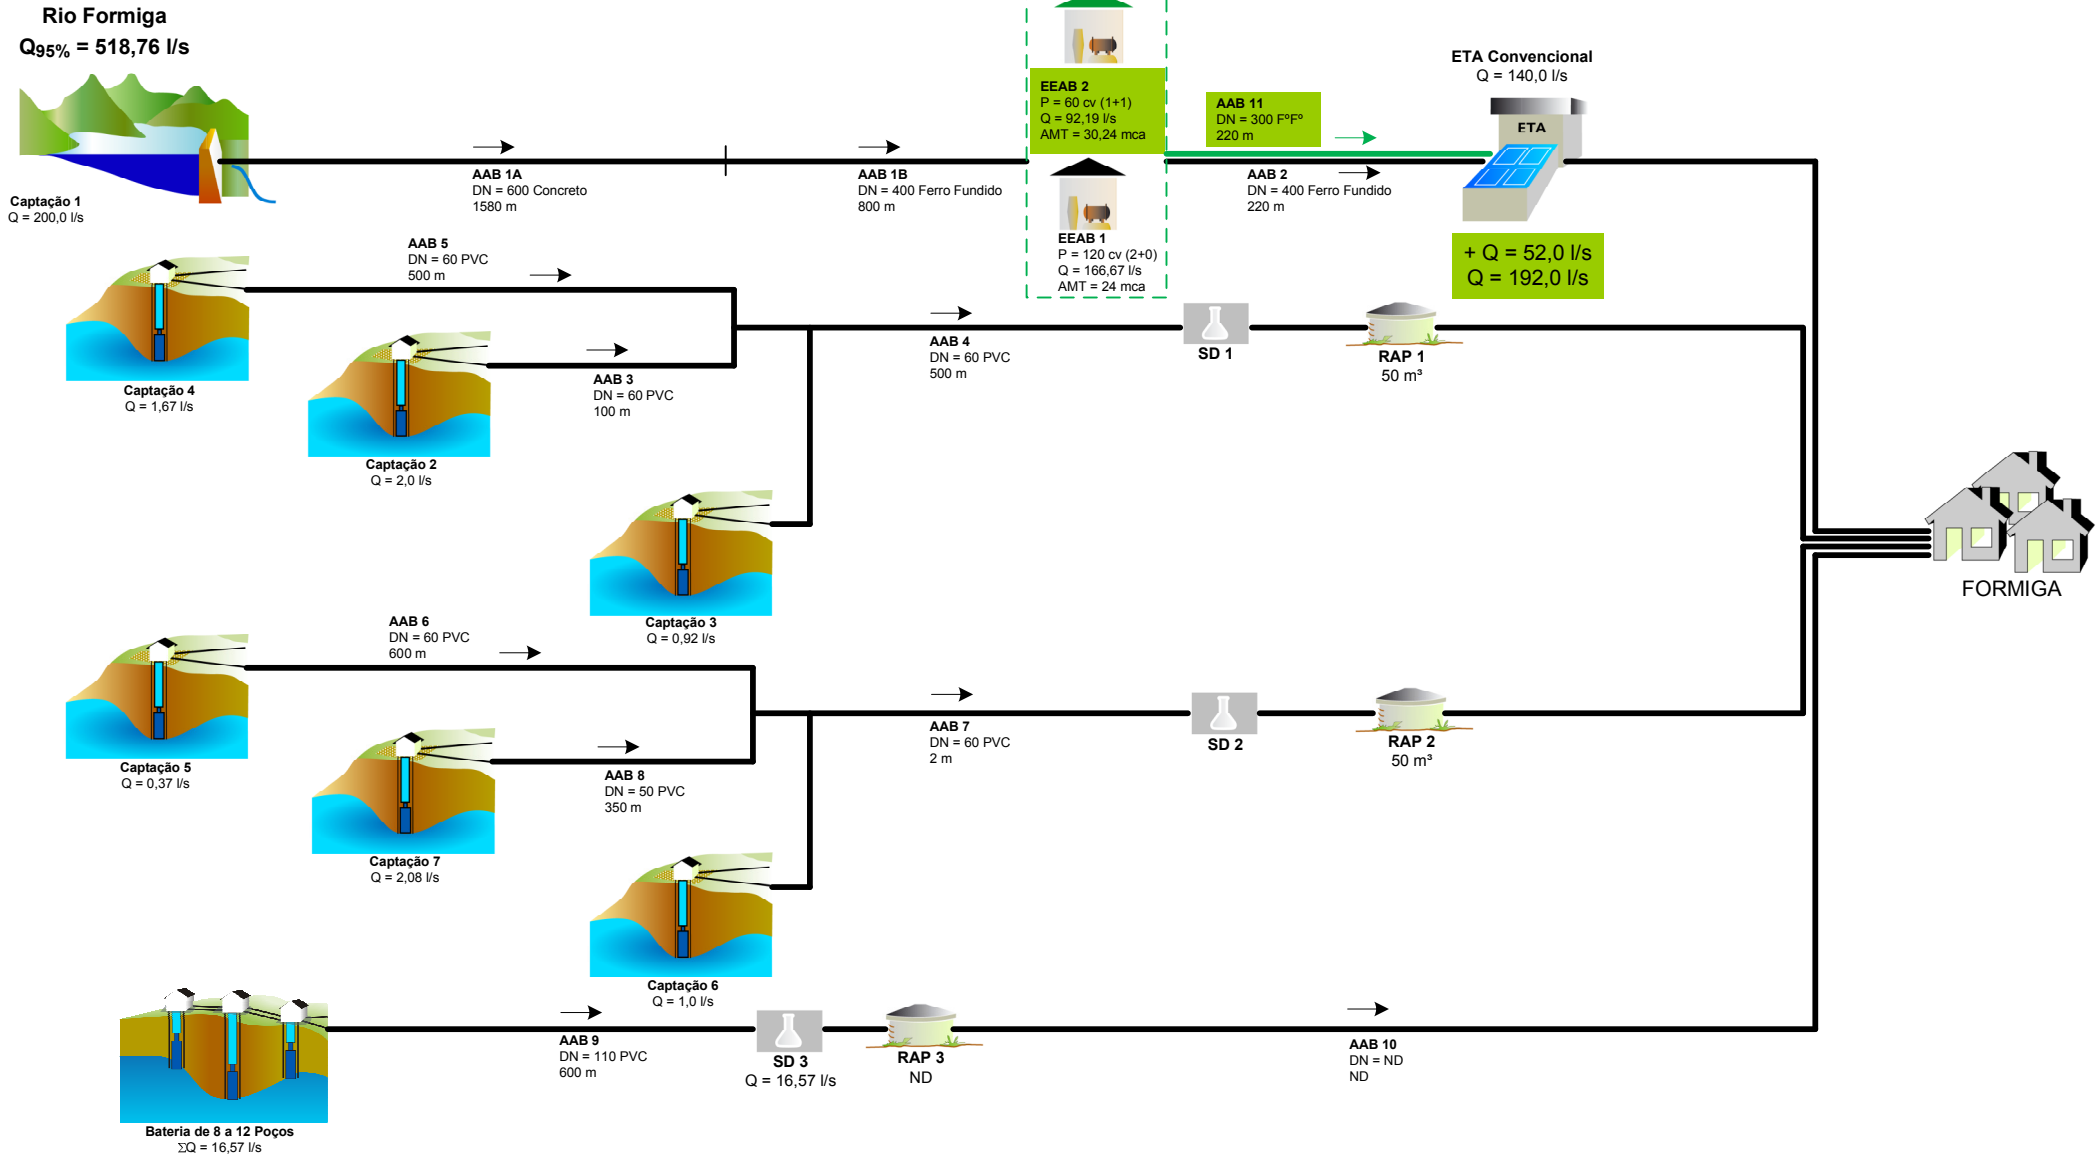 Rio Formiga
Q95% = 518,76 l/s
Captação 1
Q = 200,0 l/s
AAB 1A
DN = 600 Concreto
1580 m
AAB 1B
DN = 400 Ferro Fundido
800 m
EEAB 2
P = 60 cv (1+1)
Q = 92,19 l/s
AMT = 30,24 mca
EEAB 1
P = 120 cv (2+0)
Q = 166,67 l/s
AMT = 24 mca
AAB 11
DN = 300 FºFº
220 m
AAB 2
DN = 400 Ferro Fundido
220 m
ETA Convencional
Q = 140,0 l/s
ETA
+ Q = 52,0 l/s
Q = 192,0 l/s
AAB 5
DN = 60 PVC
500 m
Captação 4
Q = 1,67 l/s
AAB 3
DN = 60 PVC
100 m
Captação 2
Q = 2,0 l/s
AAB 4
DN = 60 PVC
500 m
SD 1
RAP 1
50 m³
Captação 3
Q = 0,92 l/s
FORMIGA
AAB 6
DN = 60 PVC
600 m
Captação 5
Q = 0,37 l/s
AAB 8
DN = 50 PVC
350 m
Captação 7
Q = 2,08 l/s
AAB 7
DN = 60 PVC
2 m
SD 2
RAP 2
50 m³
Captação 6
Q = 1,0 l/s
AAB 9
DN = 110 PVC
600 m
SD 3
Q = 16,57 l/s
RAP 3
ND
AAB 10
DN = ND
ND
Bateria de 8 a 12 Poços
ΣQ = 16,57 l/s